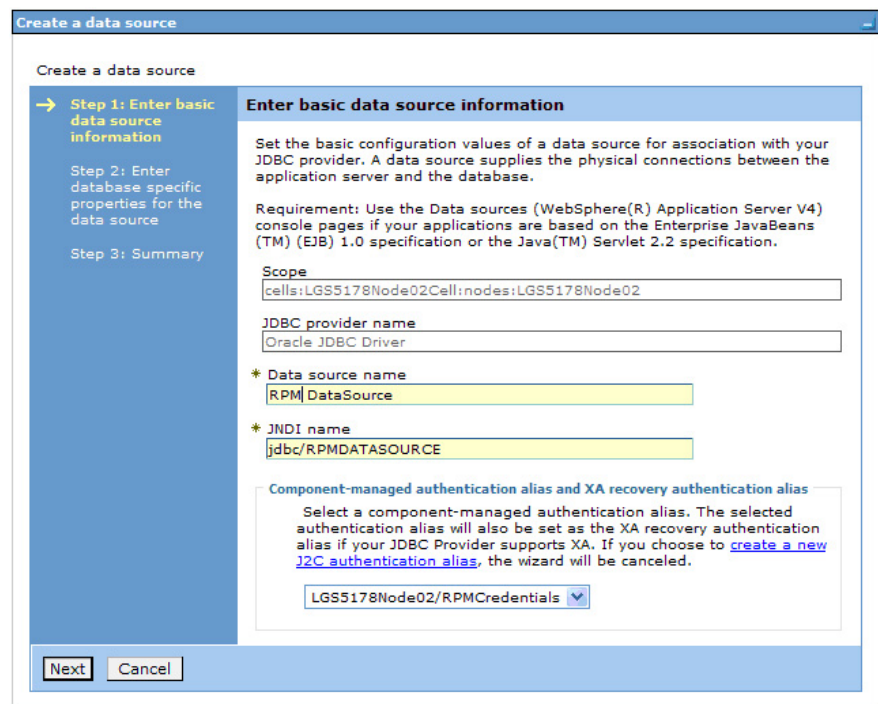 Create a data source
Create a data source
Step 1: Enter basic
data source
information
Step 2: Enter
database specific
properties for the
data source
Step 3: Summary
Enter basic data source information
Set the basic configuration values of a data source for association with your
JDBC provider. A data source supplies the physical connections between the
application server and the database.
Requirement: Use the Data sources (WebSphere(R) Application Server V4)
console pages if your applications are based on the Enterprise JavaBeans
(TM) (EJB) 1.0 specification or the Java(TM) Servlet 2.2 specification.
Scope
cells:LGS5178Node02Cell:nodes:LGS5178Node02
JDBC provider name
Oracle JDBC Driver
* Data source name
RPM DataSource
* JNDI name
jdbc/RPMDATASOURCE
Component-managed authentication alias and XA recovery authentication alias
Select a component-managed authentication alias. The selected
authentication alias will also be set as the XA recovery authentication
alias if your JDBC Provider supports XA. If you choose to create a new
J2C authentication alias, the wizard will be canceled.
LGS5178Node02/RPMCredentials
Next Cancel